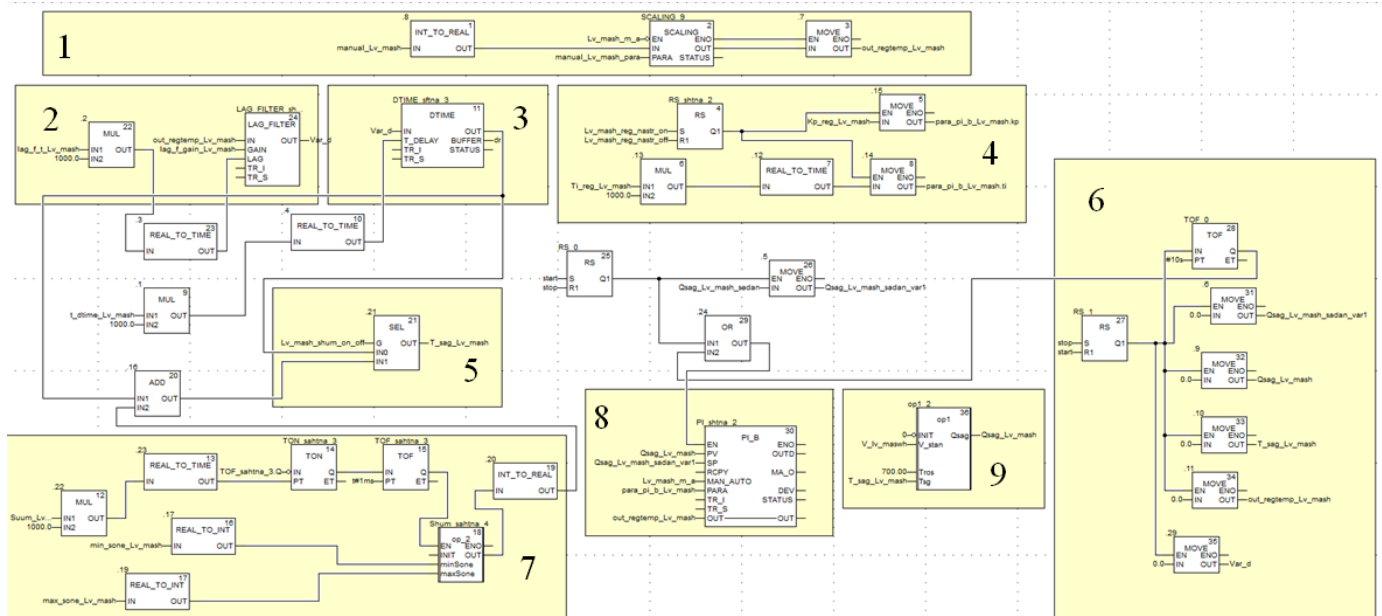 1
.8
INT_TO_REAL
1
manual_Lv_mash
IN
OUT
SCALING_9
SCALING
2
Lv_mash_m_a
EN
ENO
IN
OUT
manual_Lv_mash_para
PARA
STATUS
.7
MOVE
3
EN
ENO
IN
OUT
out_regtemp_Lv_mash
2
.2
MUL
22
lag_f_t_Lv_mash
IN1
OUT
1000.0
IN2
LAG_FILTER_sh...
LAG_FILTER
24
out_regtemp_Lv_mash
IN
OUT
Var_d
lag_f_gain_Lv_mash
GAIN
LAG
TR_I
TR_S
.3
REAL_TO_TIME
23
IN
OUT
3
DTIME_sftna_3
DTIME
11
Var_d
IN
OUT
T_DELAY
BUFFER
dr
TR_I
STATUS
TR_S
.4
REAL_TO_TIME
10
IN
OUT
.1
MUL
9
t_dtime_Lv_mash
IN1
OUT
1000.0
IN2
4
RS_shtna_2
RS
4
Lv_mash_reg_nastr_on
S
Q1
Lv_mash_reg_nastr_off
R1
.15
MOVE
5
EN
ENO
Kp_reg_Lv_mash
IN
OUT
para_pi_b_Lv_mash.kp
.13
MUL
6
Ti_reg_Lv_mash
IN1
OUT
1000.0
IN2
.12
REAL_TO_TIME
7
IN
OUT
.14
MOVE
8
EN
ENO
IN
OUT
para_pi_b_Lv_mash.ti
RS_0
RS
25
start
S
Q1
stop
R1
.5
MOVE
26
EN
ENO
Qsag_Lv_mash_sadan
IN
OUT
Qsag_Lv_mash_sadan_var1
.24
OR
29
IN1
OUT
IN2
5
.21
SEL
21
Lv_mash_shum_on_off
G
OUT
T_sag_Lv_mash
IN0
IN1
.16
ADD
20
IN1
OUT
IN2
6
TOF_0
TOF
28
IN
Q
t#10s
PT
ET
RS_1
RS
27
stop
S
Q1
start
R1
.6
MOVE
31
EN
ENO
0.0
IN
OUT
Qsag_Lv_mash_sadan_var1
.9
MOVE
32
EN
ENO
0.0
IN
OUT
Qsag_Lv_mash
.10
MOVE
33
EN
ENO
0.0
IN
OUT
T_sag_Lv_mash
.11
MOVE
34
EN
ENO
0.0
IN
OUT
out_regtemp_Lv_mash
.29
MOVE
35
EN
ENO
0.0
IN
OUT
Var_d
7
.22
MUL
12
Suum_Lv...
IN1
OUT
1000.0
IN2
.23
REAL_TO_TIME
13
IN
OUT
TON_sahtna_3
TON
14
TOF_sahtna_3.Q
IN
Q
PT
ET
TOF_sahtna_3
TOF
15
IN
Q
t#1ms
PT
ET
.17
REAL_TO_INT
16
min_sone_Lv_mash
IN
OUT
.19
REAL_TO_INT
17
max_sone_Lv_mash
IN
OUT
Shum_sahtna_4
op_2
18
EN
ENO
INIT
OUT
minSone
maxSone
.20
INT_TO_REAL
19
IN
OUT
8
PI_shtna_2
PI_B
30
EN
ENO
Qsag_Lv_mash
PV
OUTD
Qsag_Lv_mash_sadan_var1
SP
RCPY
MA_O
Lv_mash_m_a
MAN_AUTO
para_pi_b_Lv_mash
PARA
DEV
TR_I
STATUS
TR_S
out_regtemp_Lv_mash
OUT
OUT
9
op1_2
op1
36
0
INIT
Qsag
Qsag_Lv_mash
V_lv_maswh
V_stan
700.00
Tros
T_sag_Lv_mash
Tsg